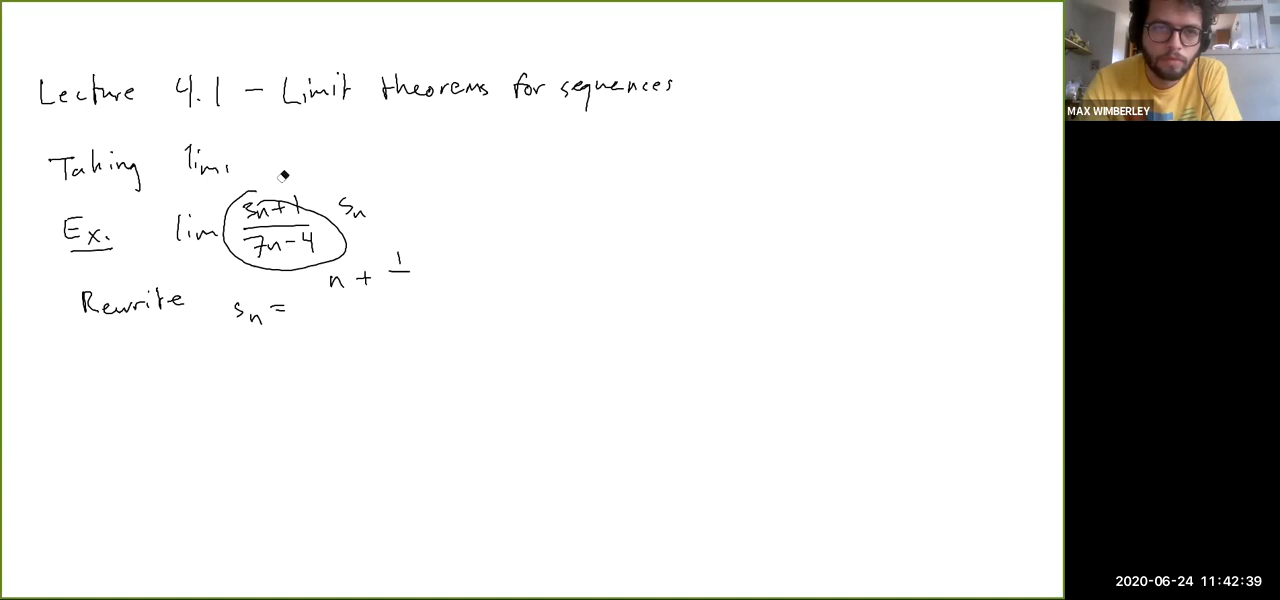 Lecture 4.1 - Limit theorems for sequences
Taking lim.
Ex. lim (3n+1)/(7n-4) sₙ
n + 1/
Rewrite sₙ =
MAX WIMBERLEY
2020-06-24 11:42:39